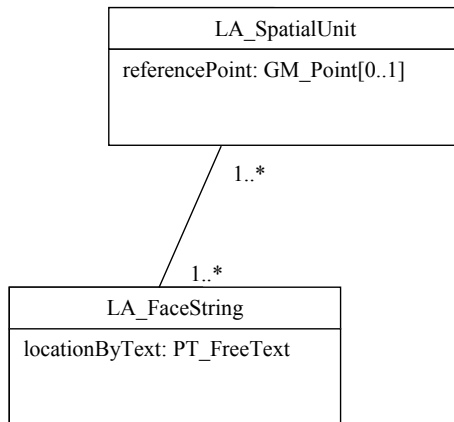 LA_SpatialUnit
referencePoint: GM_Point[0..1]
1..*
1..*
LA_FaceString
locationByText: PT_FreeText